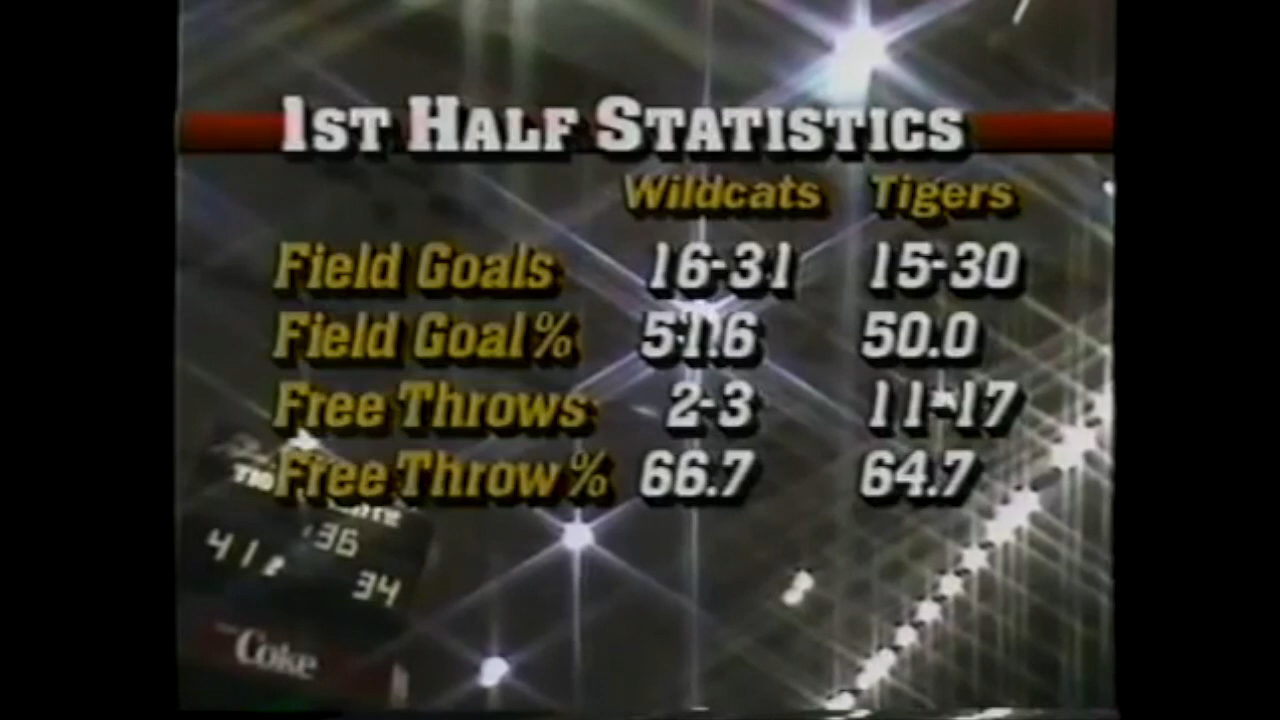 1ST HALF STATISTICS
Wildcats Tigers
Field Goals 16-31 15-30
Field Goal % 51.6 50.0
Free Throws 2-3 11-17
Free Throw % 66.7 64.7
:36
41 34
Coke